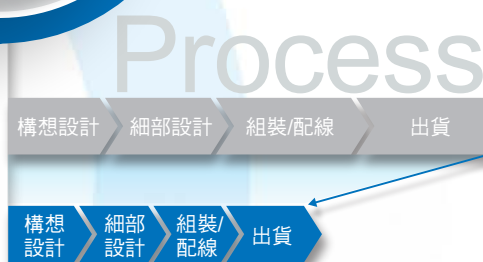 Process
構想設計 細部設計 組裝/配線 出貨
構想 細部 組裝/ 出貨
設計 設計 配線